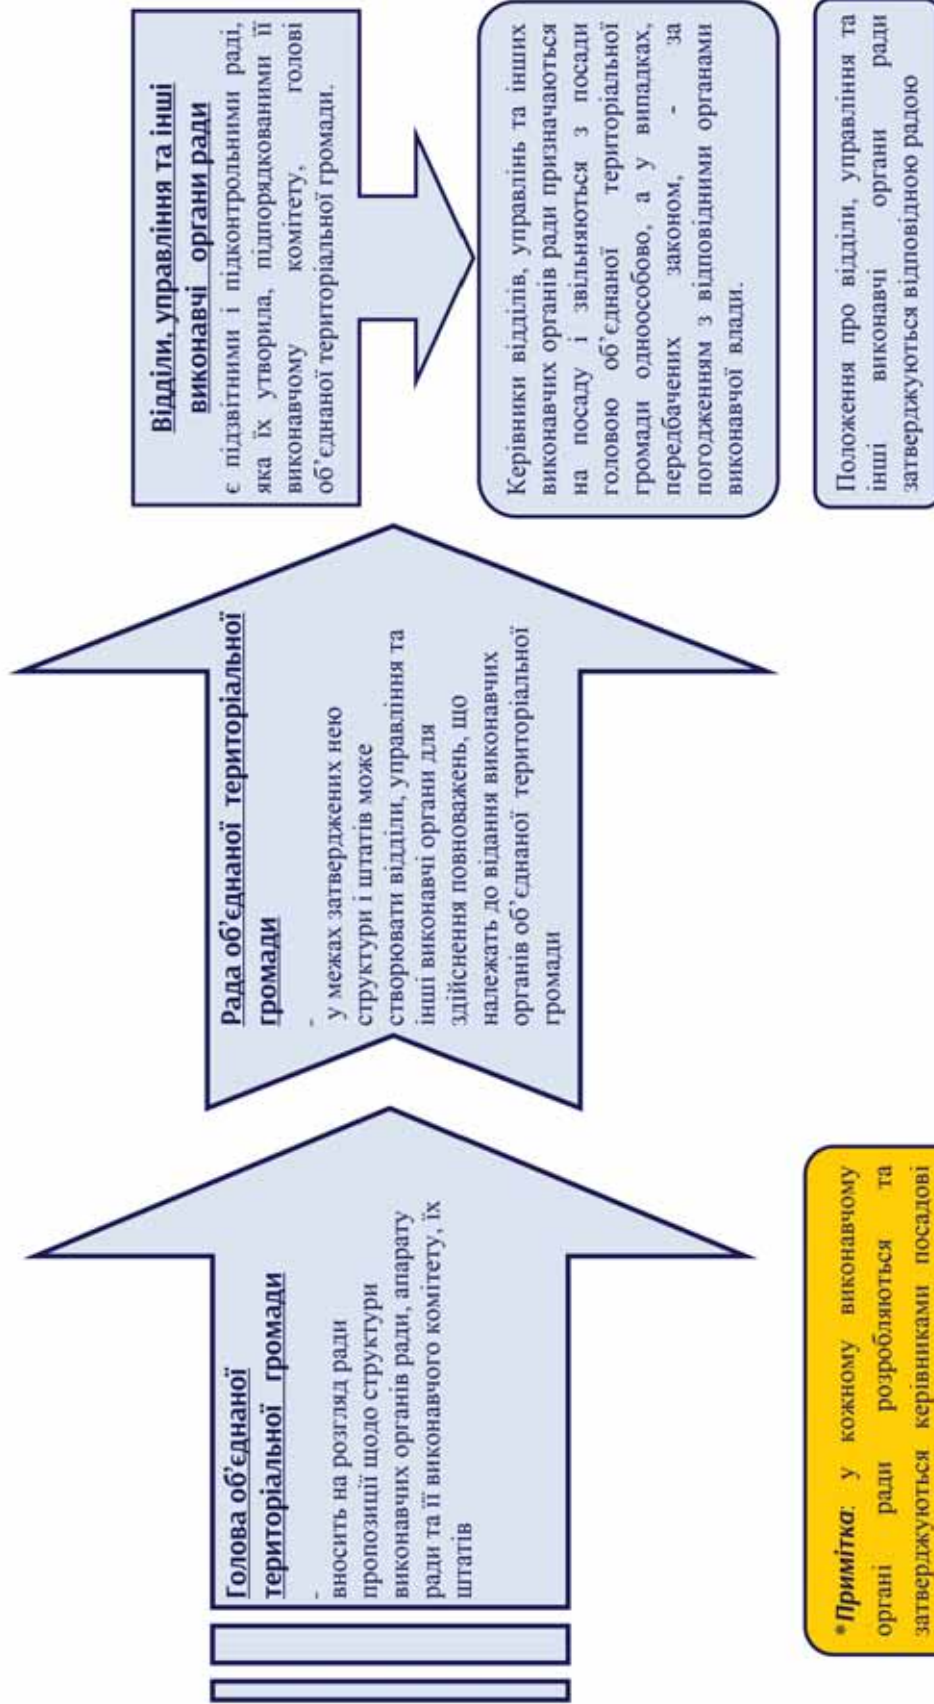 Голова об’єднаної
територіальної громади
-
вносить на розгляд ради
пропозиції щодо структури
виконавчих органів ради, апарату
ради та її виконавчого комітету, їх
штатів
Рада об’єднаної територіальної
громади
-
у межах затверджених нею
структури і штатів може
створювати відділи, управління та
інші виконавчі органи для
здійснення повноважень, що
належать до відання виконавчих
органів об’єднаної територіальної
громади
Відділи, управління та інші
виконавчі органи ради
є підзвітними і підконтрольними раді,
яка їх утворила, підпорядкованими її
виконавчому комітету, голові
об’єднаної територіальної громади.
Керівники відділів, управлінь та інших
виконавчих органів ради призначаються
на посаду і звільняються з посади
головою об’єднаної територіальної
громади одноособово, а у випадках,
передбачених законом, - за
погодженням з відповідними органами
виконавчої влади.
Положення про відділи, управління та
інші виконавчі органи ради
затверджуються відповідною радою
*Примітка: у кожному виконавчому
органі ради розробляються та
затверджуються керівниками посадові